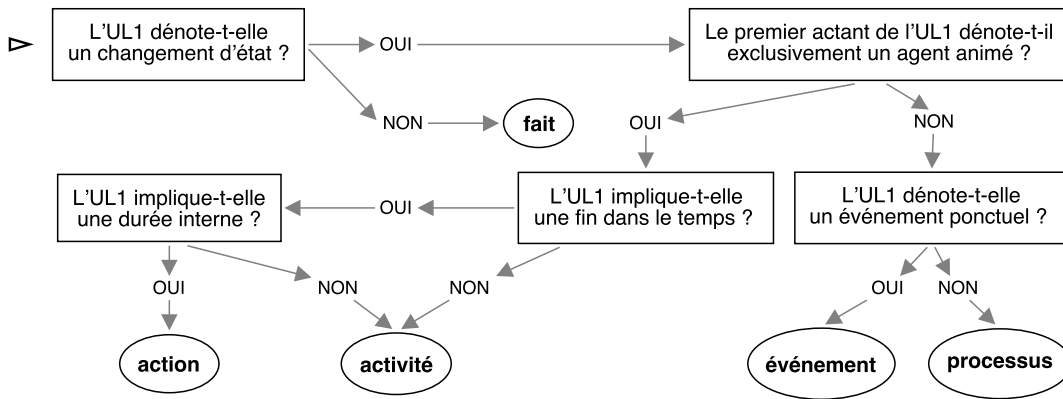 L'UL1 dénote-t-elle
un changement d'état ?
OUI
Le premier actant de l'UL1 dénote-t-il
exclusivement un agent animé ?
NON
fait
OUI
NON
L'UL1 implique-t-elle
une durée interne ?
OUI
L'UL1 implique-t-elle
une fin dans le temps ?
L'UL1 dénote-t-elle
un événement ponctuel ?
OUI
NON
NON
OUI
NON
action
activité
événement
processus